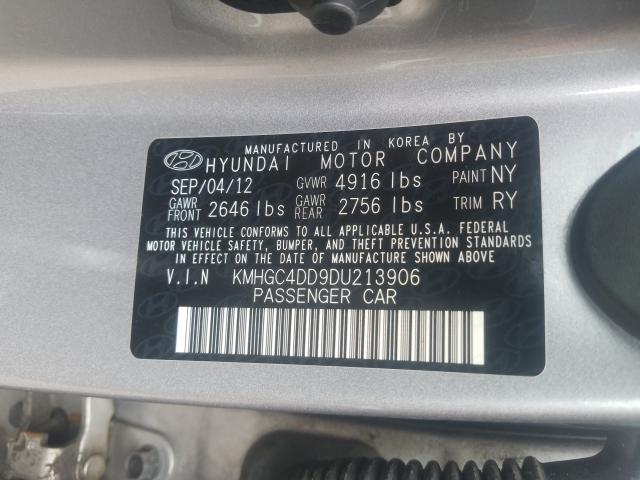 MANUFACTURED IN KOREA BY
HYUNDAI MOTOR COMPANY
SEP/04/12 GVWR 4916 lbs PAINT NY
GAWR FRONT 2646 lbs GAWR REAR 2756 lbs TRIM RY
THIS VEHICLE CONFORMS TO ALL APPLICABLE U.S.A. FEDERAL
MOTOR VEHICLE SAFETY, BUMPER, AND THEFT PREVENTION STANDARDS
IN EFFECT ON THE DATE OF MANUFACTURE SHOWN ABOVE
V.I.N KMHGC4DD9DU213906
PASSENGER CAR